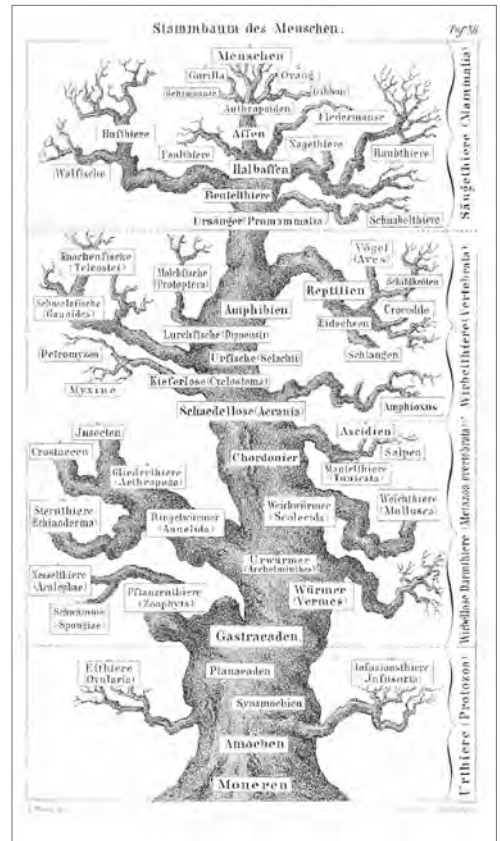 Stammbaum des Menschen.
Menschen
Gorilla
Orang
Schimpanse
Gibbon
Anthropoiden
Fledermäuse
Affen
Hufthiere
Faulthiere
Nagethiere
Raubthiere
Halbaffen
Walfische
Beutelthiere
Ursäuger (Promammalia)
Schnabelthiere
Säugethiere (Mammalia)
Knochenfische
(Teleostei)
Molchfische
(Protoptera)
Vögel
(Aves)
Schildkröten
Reptilien
Schmelzfische
(Ganoides)
Amphibien
Crocodile
Eidechsen
Lurchfische (Dipneusti)
Schlangen
Petromyzon
Urfische (Selachii)
Kieferlose (Cyclostoma)
Myxine
Amphioxus
Schaedellose (Acrania)
Wirbelthiere (Vertebrata)
Ascidien
Insecten
Salpen
Chordonier
Crustaceen
Mantelthiere
(Tunicata)
Gliederthiere
(Arthropoda)
Sternthiere
(Echinoderma)
Weichwürmer
(Scolecida)
Weichthiere
(Mollusca)
Ringelwürmer
(Annelida)
Urwürmer
(Archelminthes)
Nesselthiere
(Acalephae)
Pflanzenthiere
(Zoophyta)
Würmer
(Vermes)
Schwämme
(Spongiae)
Gastraeaden
Wirbellose Darmthiere (Metazoa evertebrata)
Planaeaden
Eithiere
(Ovularia)
Infusionsthiere
Infusoria
Synamoebien
Amoeben
Moneren
Urthiere (Protozoa)